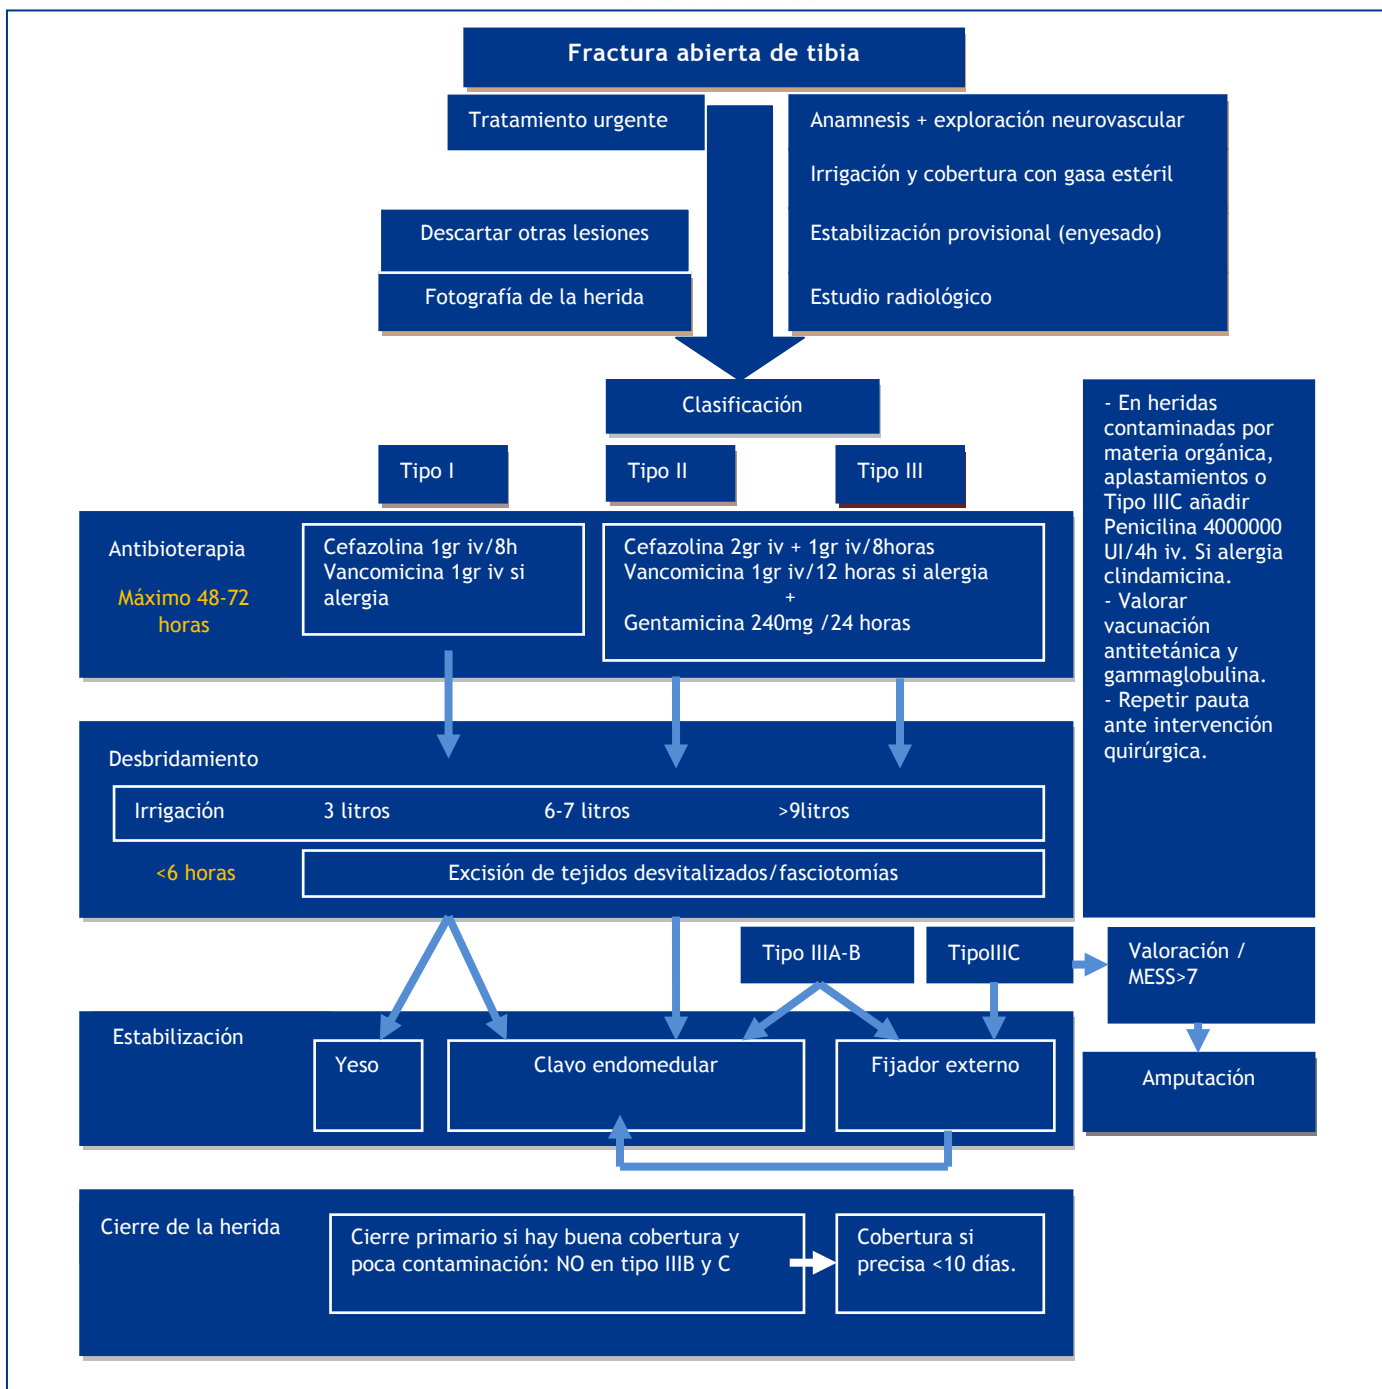 Fractura abierta de tibia
Tratamiento urgente
Anamnesis + exploración neurovascular
Irrigación y cobertura con gasa estéril
Descartar otras lesiones
Estabilización provisional (enyesado)
Fotografía de la herida
Estudio radiológico
Clasificación
Tipo I
Tipo II
Tipo III
- En heridas
contaminadas por
materia orgánica,
aplastamientos o
Tipo IIIC añadir
Penicilina 4000000
UI/4h iv. Si alergia
clindamicina.
- Valorar
vacunación
antitetánica y
gammaglobulina.
- Repetir pauta
ante intervención
quirúrgica.
Antibioterapia
Máximo 48-72
horas
Cefazolina 1gr iv/8h
Vancomicina 1gr iv si
alergia
Cefazolina 2gr iv + 1gr iv/8horas
Vancomicina 1gr iv/12 horas si alergia
+
Gentamicina 240mg /24 horas
Desbridamiento
Irrigación 3 litros 6-7 litros >9litros
<6 horas
Excisión de tejidos desvitalizados/fasciotomías
Tipo IIIA-B
TipoIIIC
Valoración /
MESS>7
Estabilización
Yeso
Clavo endomedular
Fijador externo
Amputación
Cierre de la herida
Cierre primario si hay buena cobertura y
poca contaminación: NO en tipo IIIB y C
Cobertura si
precisa <10 días.